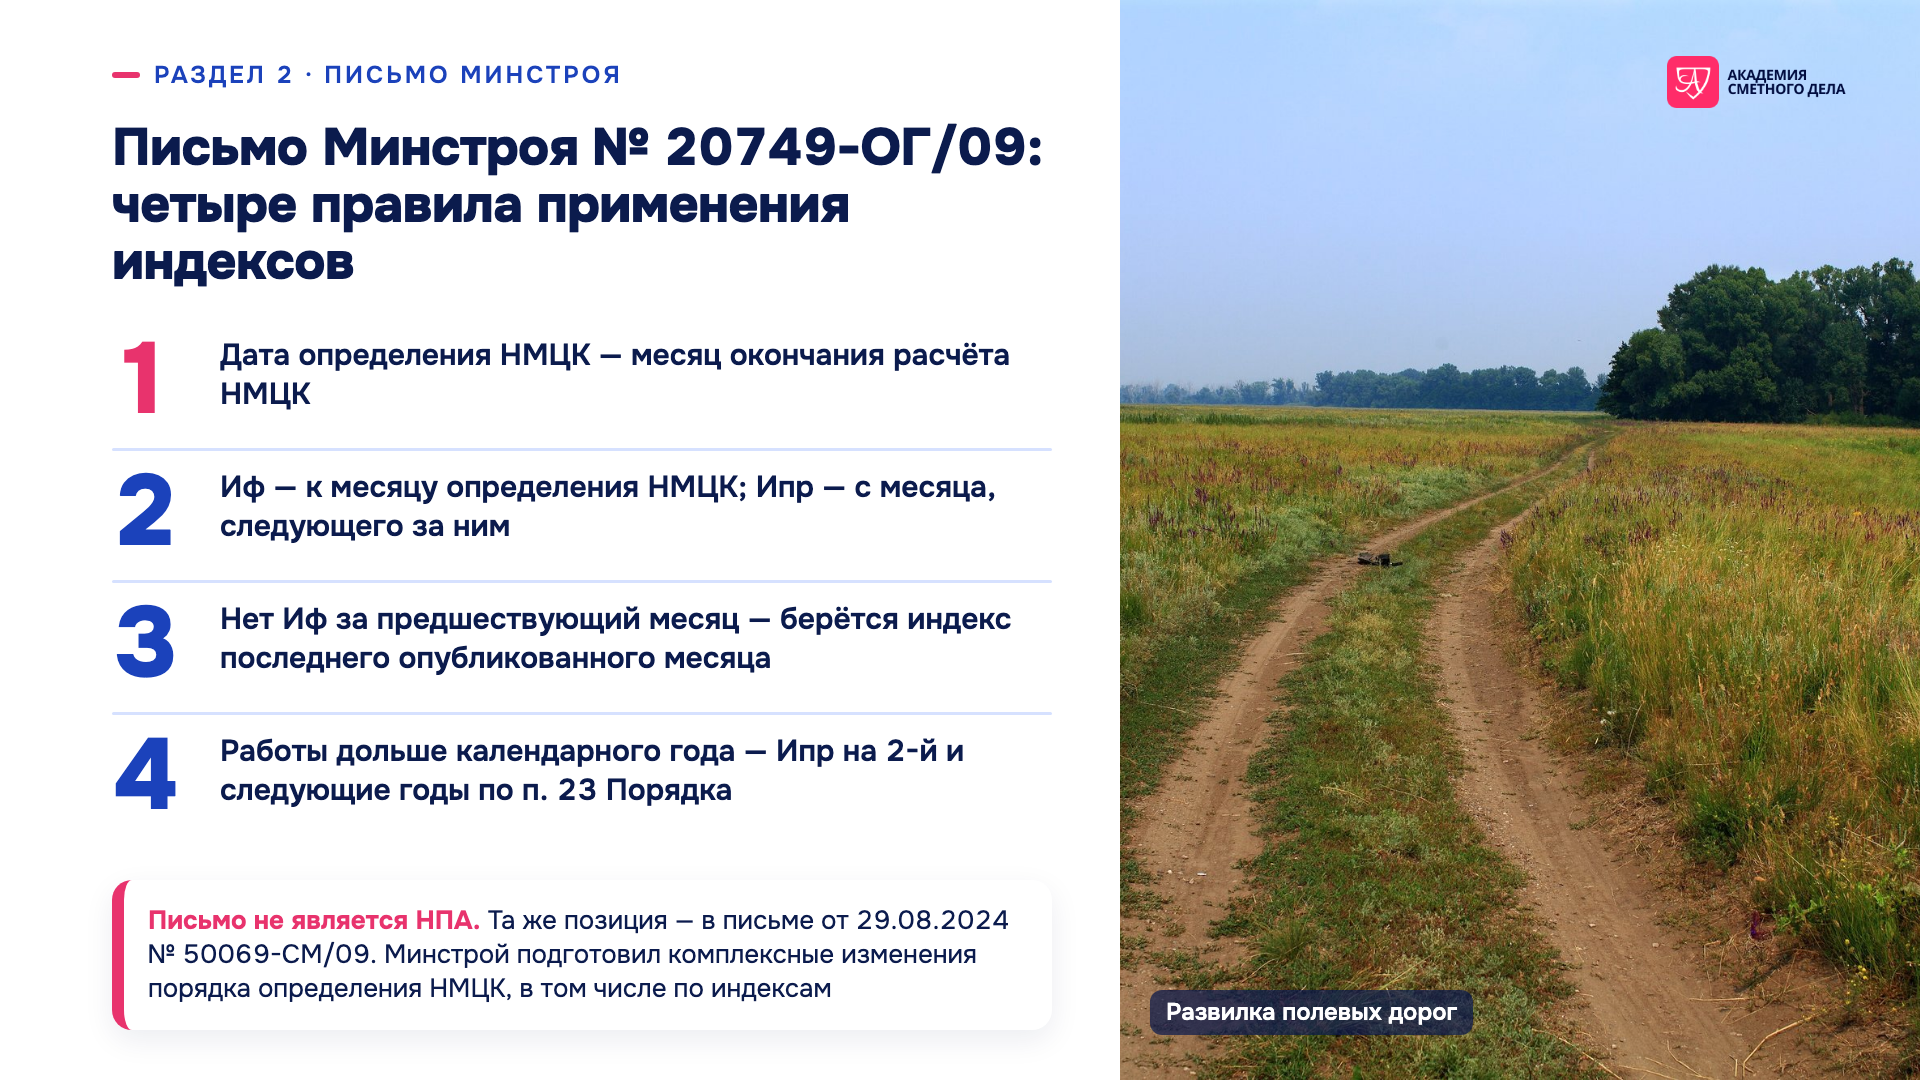 РАЗДЕЛ 2 · ПИСЬМО МИНСТРОЯ
Письмо Минстроя № 20749-ОГ/09:
четыре правила применения
индексов
1
Дата определения НМЦК — месяц окончания расчёта
НМЦК
2
Иф — к месяцу определения НМЦК; Ипр — с месяца,
следующего за ним
3
Нет Иф за предшествующий месяц — берётся индекс
последнего опубликованного месяца
4
Работы дольше календарного года — Ипр на 2-й и
следующие годы по п. 23 Порядка
Письмо не является НПА. Та же позиция — в письме от 29.08.2024
№ 50069-СМ/09. Минстрой подготовил комплексные изменения
порядка определения НМЦК, в том числе по индексам
АКАДЕМИЯ
СМЕТНОГО ДЕЛА
Развилка полевых дорог